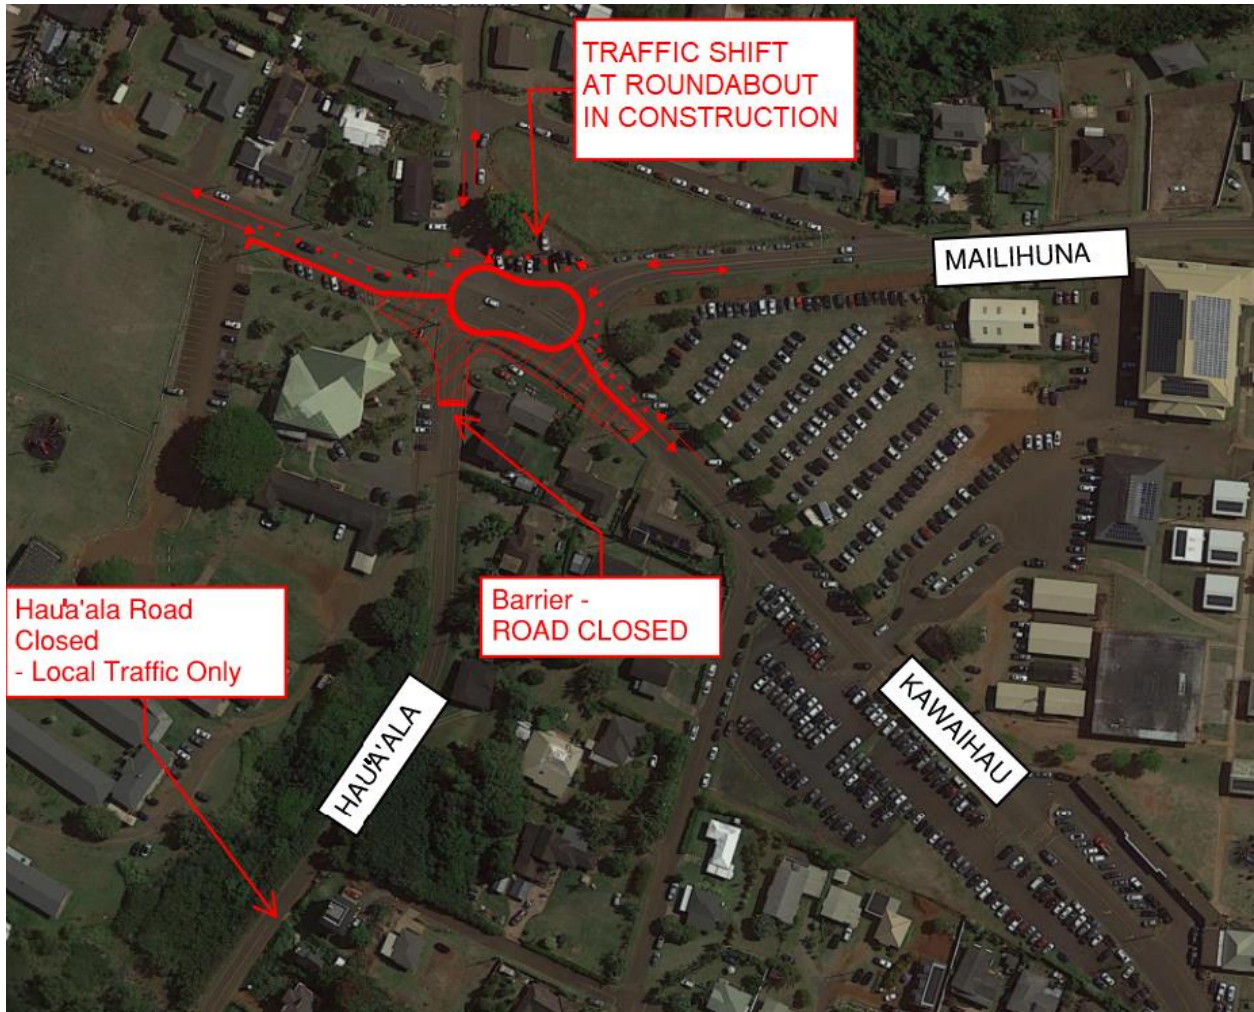 TRAFFIC SHIFT
AT ROUNDABOUT
IN CONSTRUCTION
MAILIHUNA
Barrier -
ROAD CLOSED
Hau'a'ala Road
Closed
- Local Traffic Only
HAU'A'ALA
KAWAIHAU